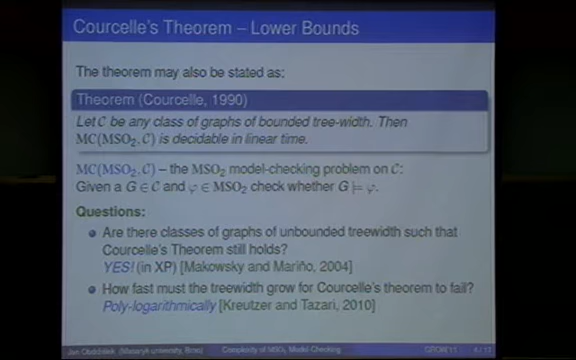 Courcelle's Theorem – Lower Bounds
The theorem may also be stated as:
Theorem (Courcelle, 1990)
Let C be any class of graphs of bounded tree-width. Then
MC(MSO₂, C) is decidable in linear time.
MC(MSO₂, C) – the MSO₂ model-checking problem on C:
Given a G ∈ C and φ ∈ MSO₂ check whether G ⊨ φ.
Questions:
Are there classes of graphs of unbounded treewidth such that
Courcelle's Theorem still holds?
YES! (in XP) [Makowsky and Mariño, 2004]
How fast must the treewidth grow for Courcelle's theorem to fail?
Poly-logarithmically [Kreutzer and Tazari, 2010]
Complexity of MSO₂ Model-Checking